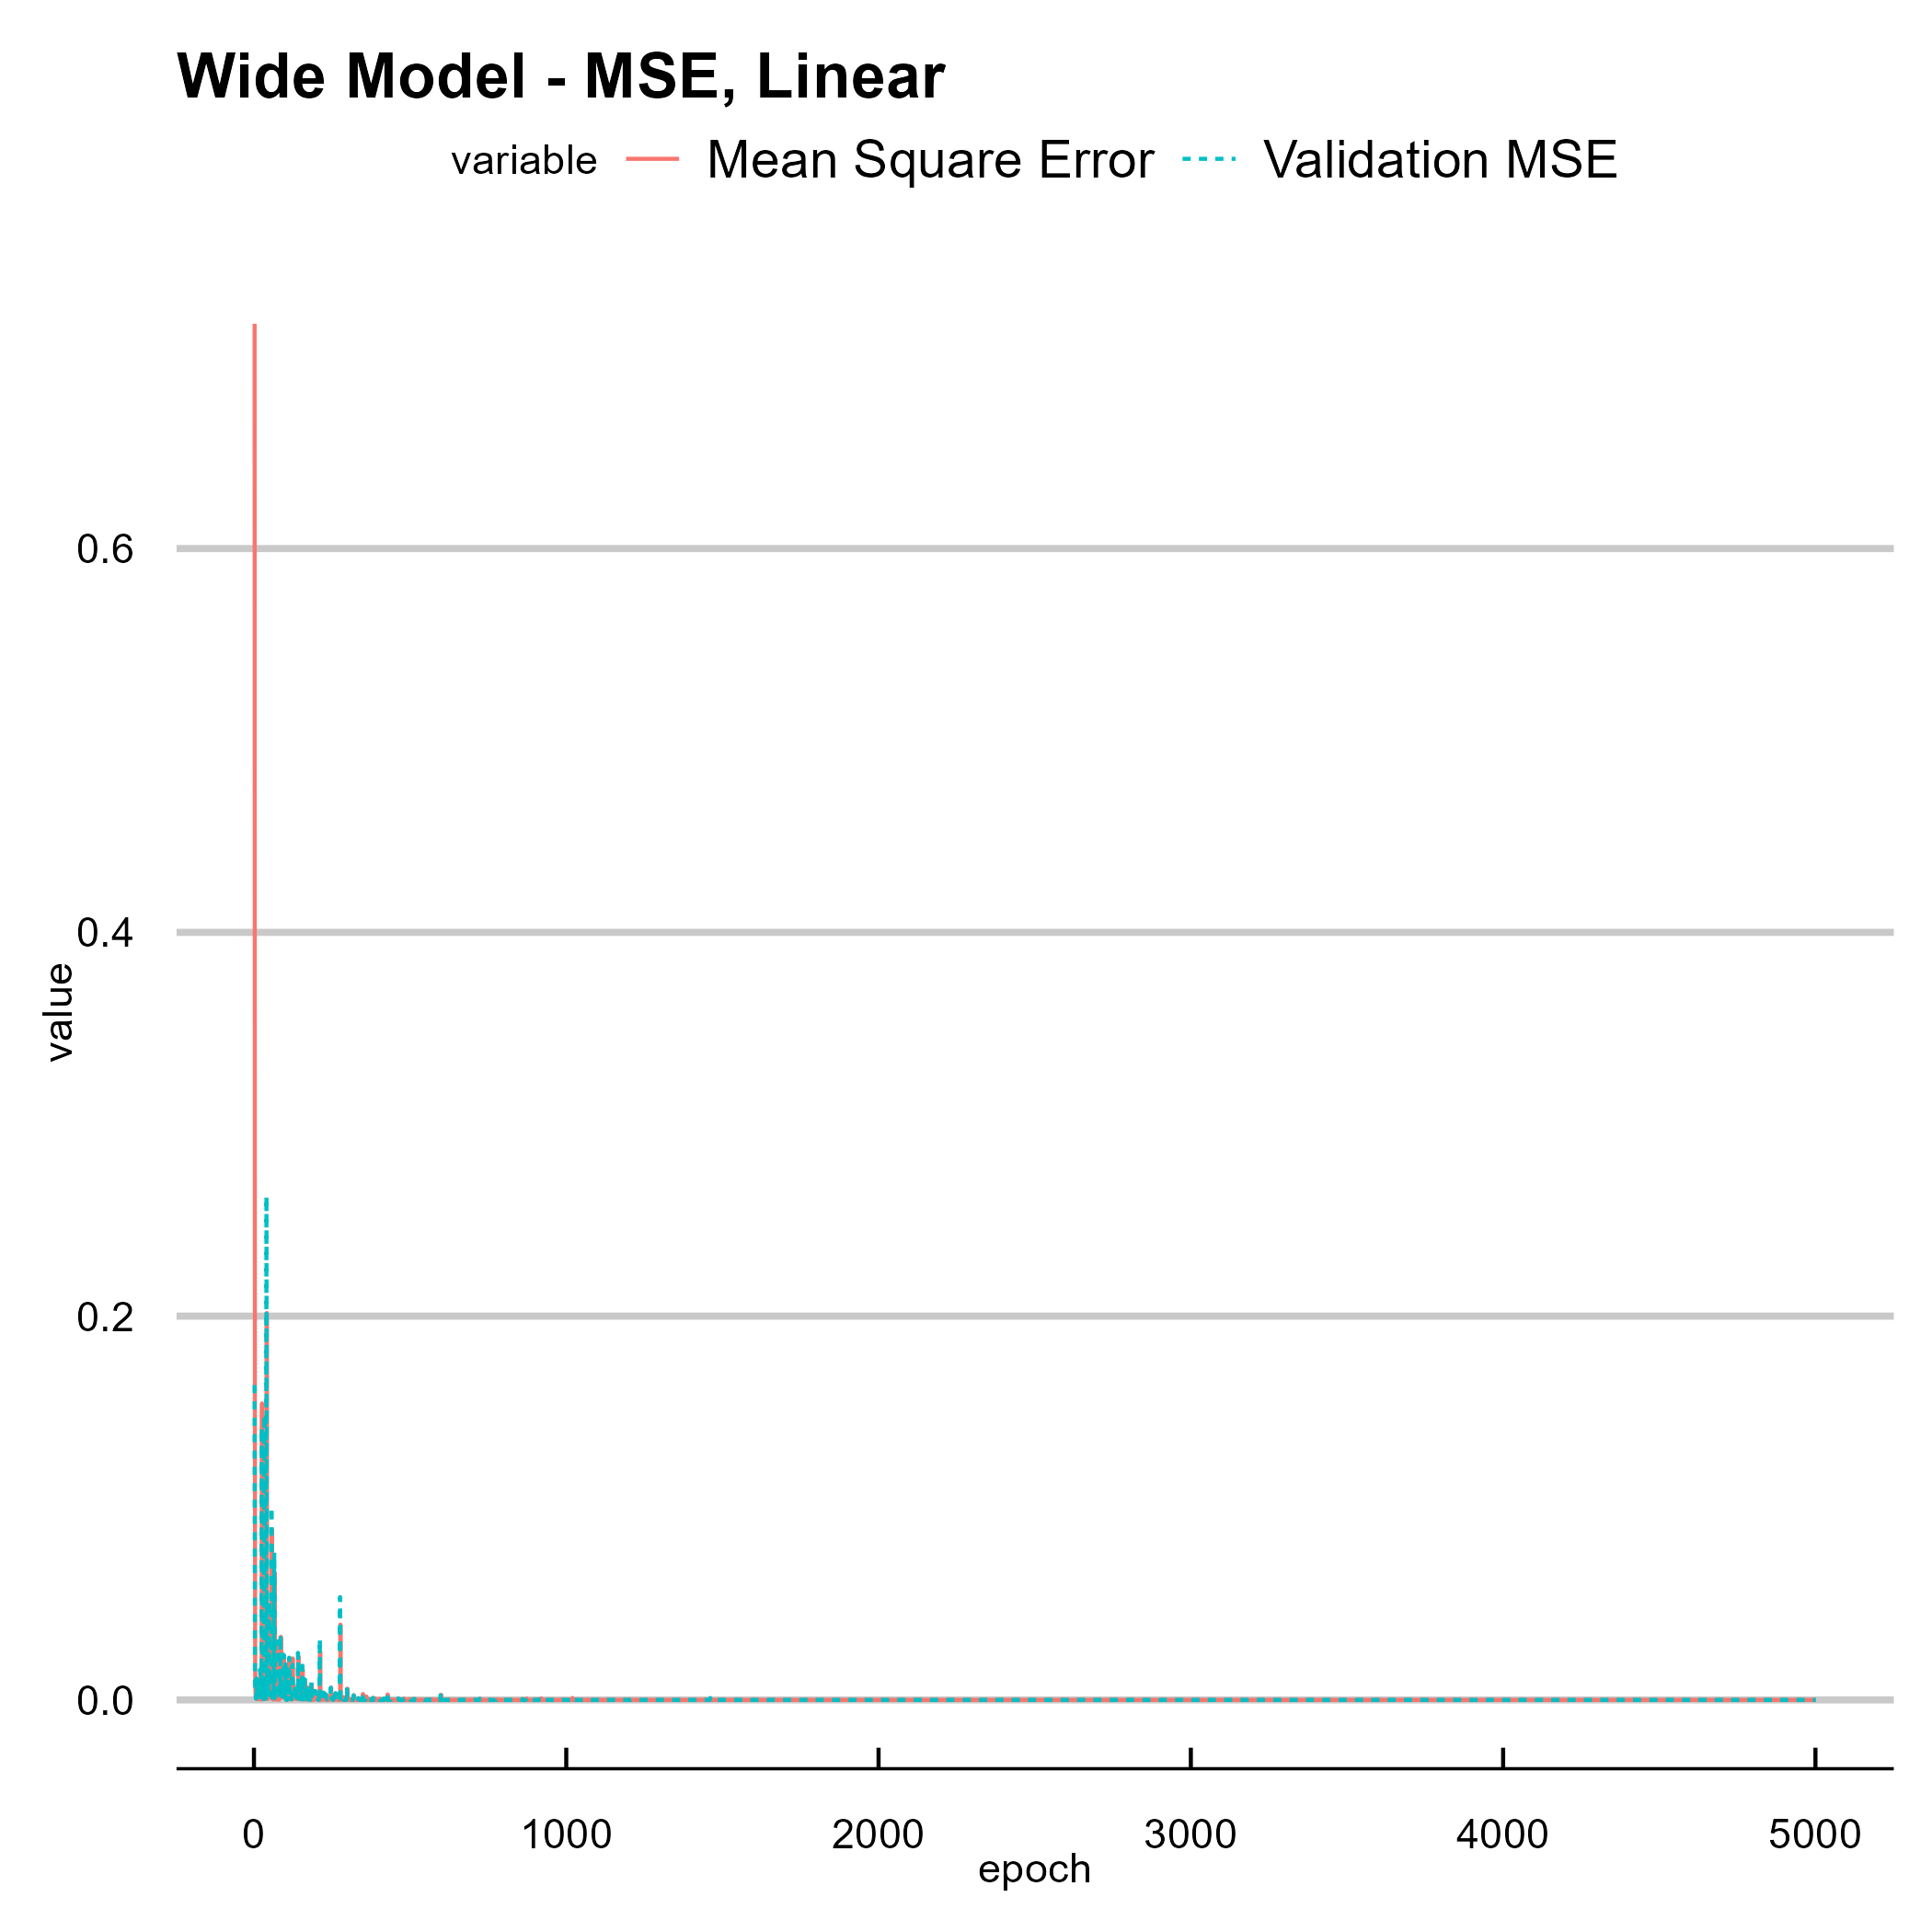 Wide Model - MSE, Linear
variable Mean Square Error Validation MSE
0.6
0.4
0.2
0.0
value
0 1000 2000 3000 4000 5000
epoch